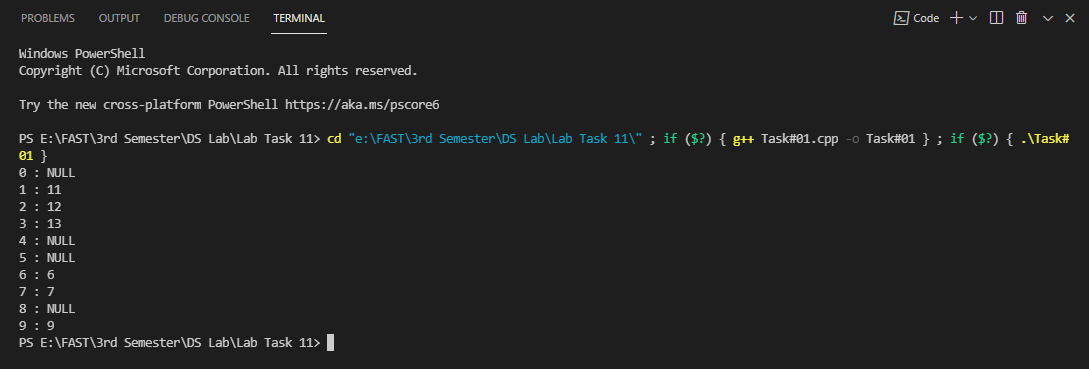 PROBLEMS OUTPUT DEBUG CONSOLE TERMINAL Code
Windows PowerShell
Copyright (C) Microsoft Corporation. All rights reserved.
Try the new cross-platform PowerShell https://aka.ms/pscore6
PS E:\FAST\3rd Semester\DS Lab\Lab Task 11> cd "e:\FAST\3rd Semester\DS Lab\Lab Task 11\" ; if ($?) { g++ Task#01.cpp -o Task#01 } ; if ($?) { .\Task#
01 }
0 : NULL
1 : 11
2 : 12
3 : 13
4 : NULL
5 : NULL
6 : 6
7 : 7
8 : NULL
9 : 9
PS E:\FAST\3rd Semester\DS Lab\Lab Task 11>